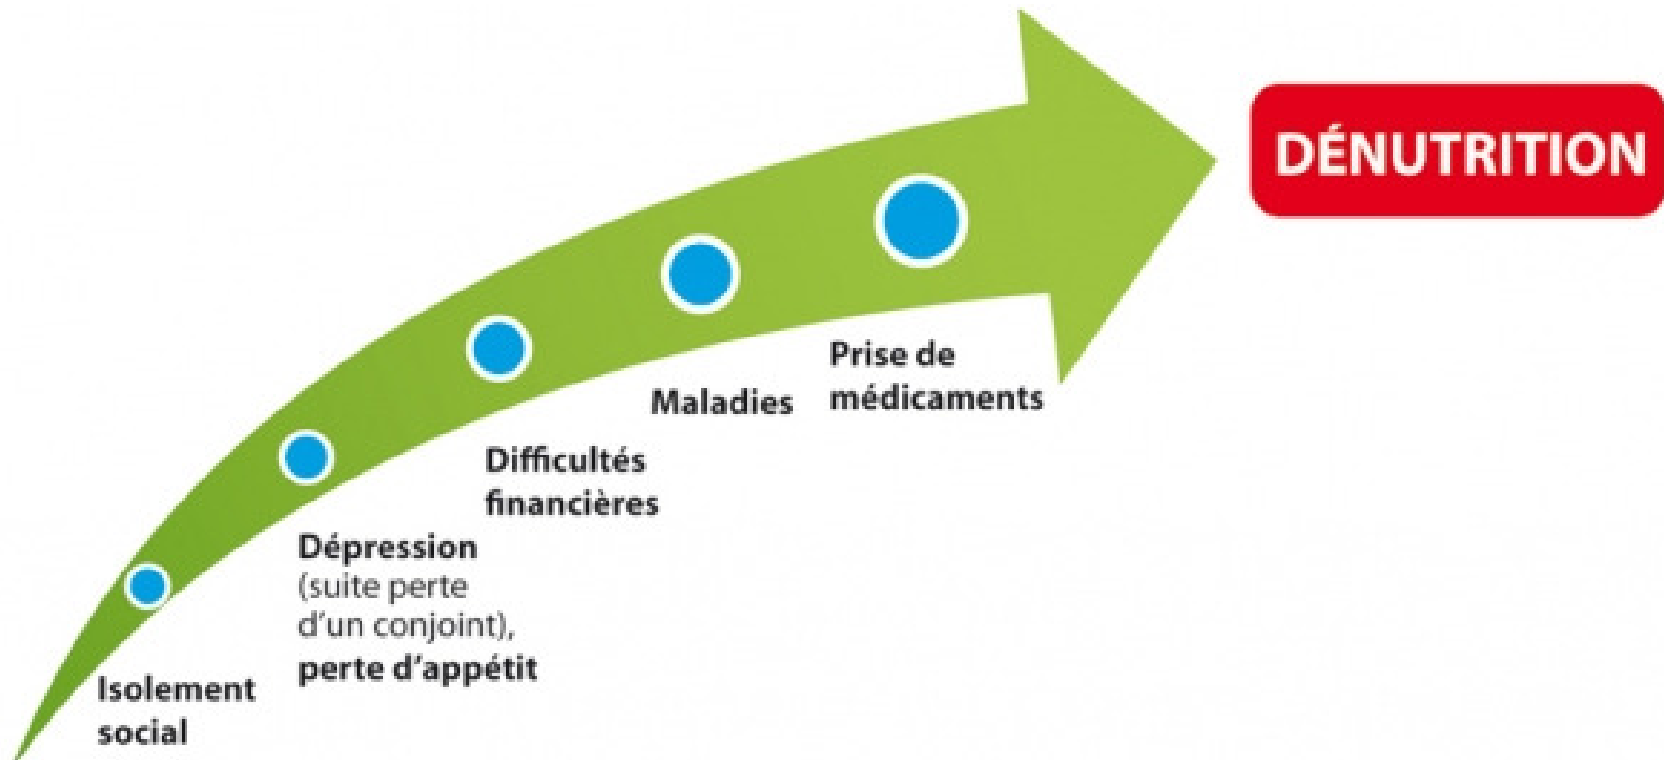 DÉNUTRITION
Prise de
médicaments
Maladies
Difficultés
financières
Dépression
(suite perte
d'un conjoint),
perte d'appétit
Isolement
social